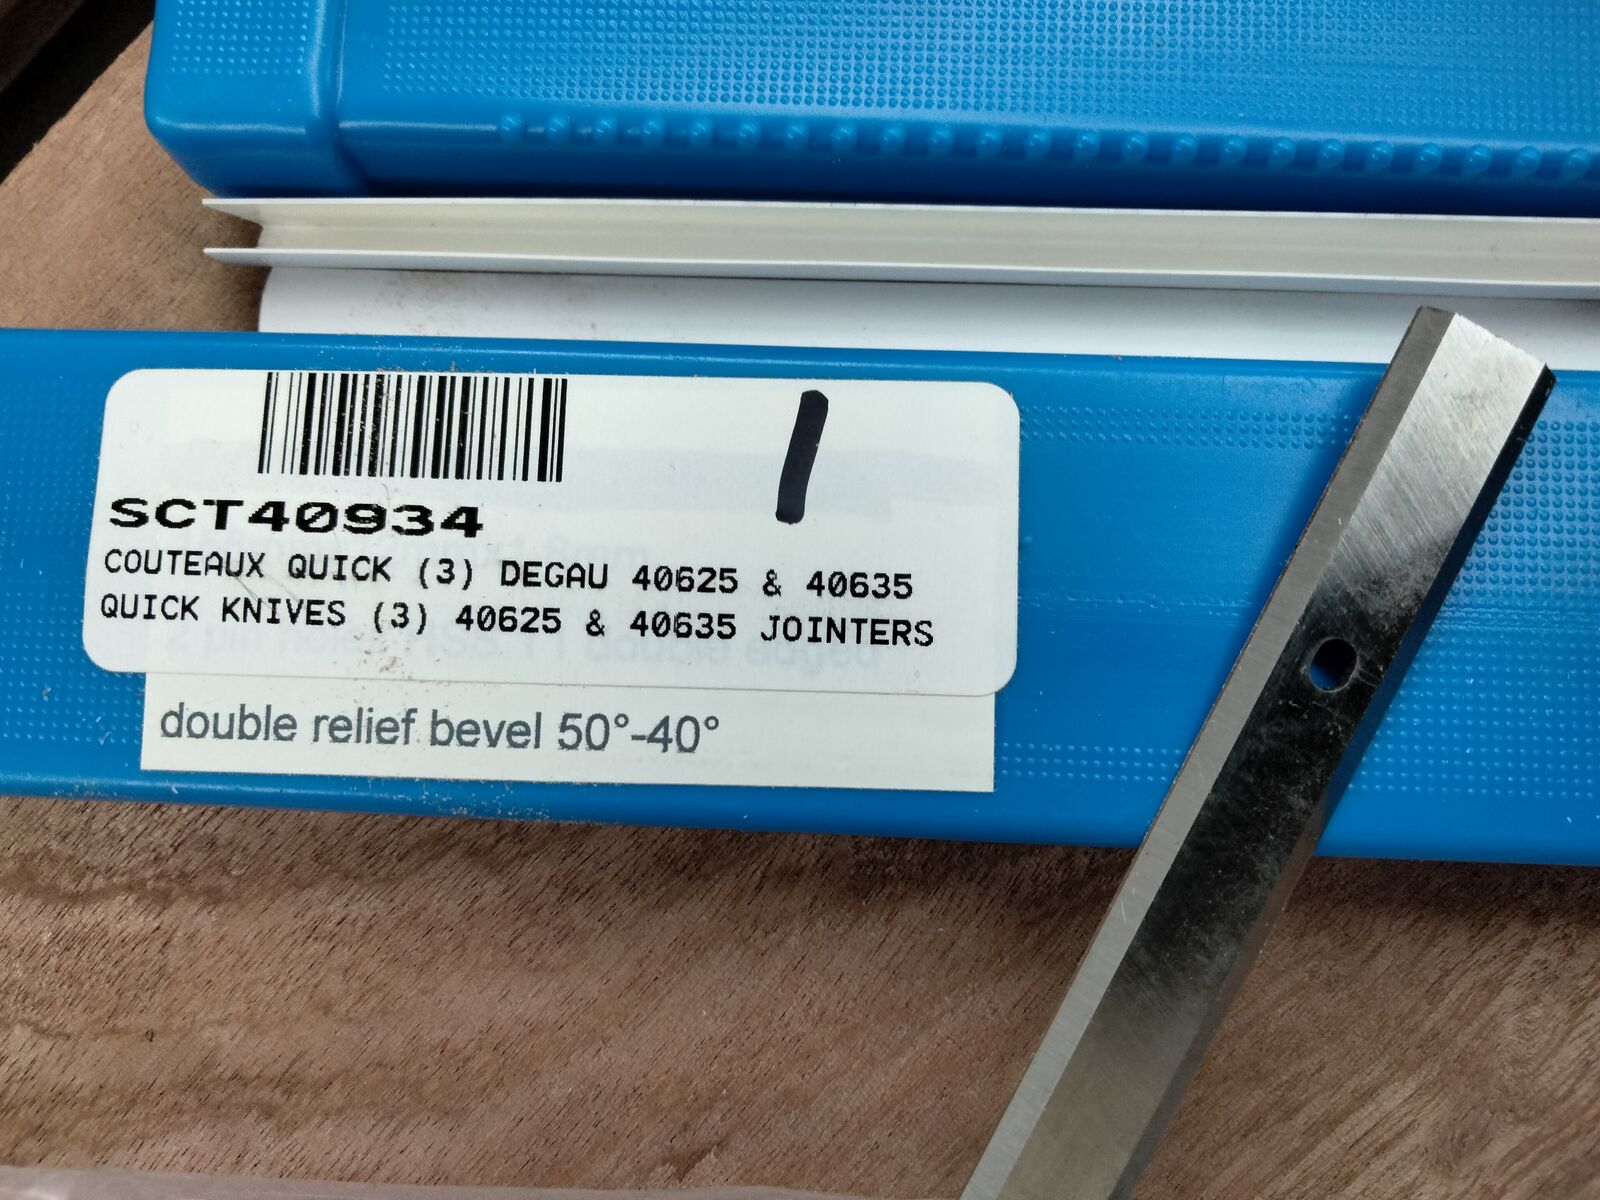 SCT40934
COUTEAUX QUICK (3) DEGAU 40625 & 40635
QUICK KNIVES (3) 40625 & 40635 JOINTERS
double relief bevel 50°-40°